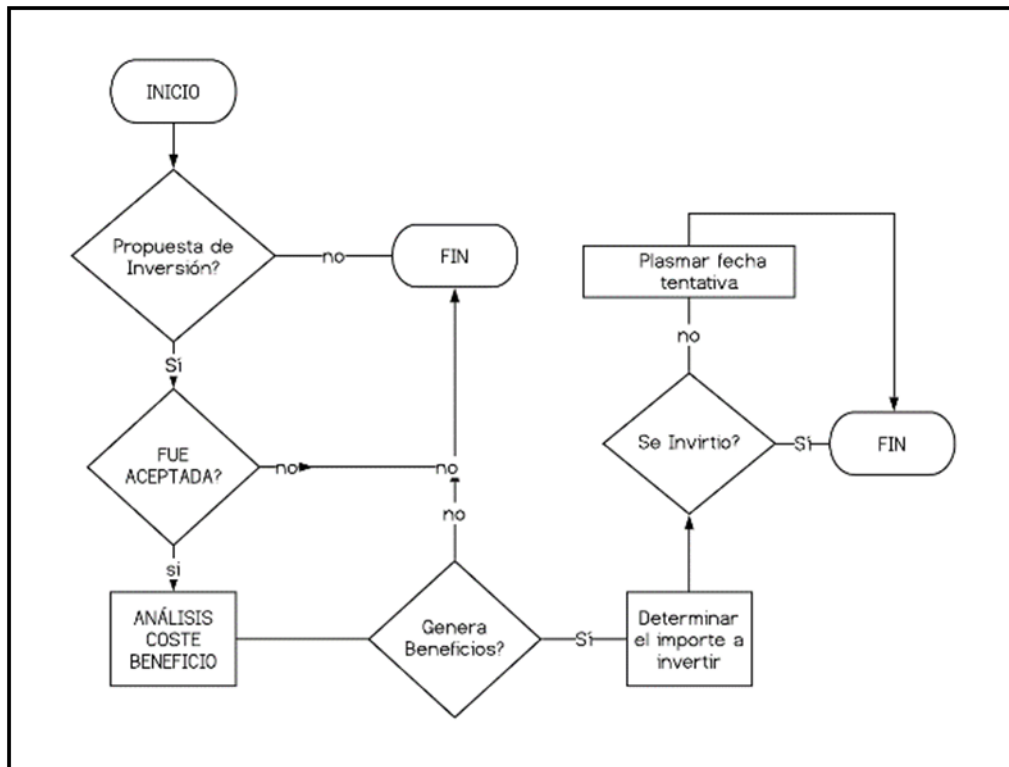 INICIO
Propuesta de
Inversión?
no
FIN
Sí
FUE
ACEPTADA?
no
no
si
ANÁLISIS
COSTE
BENEFICIO
no
Genera
Beneficios?
Sí
Determinar
el importe a
invertir
Se Invirtio?
no
Plasmar fecha
tentativa
Sí
FIN